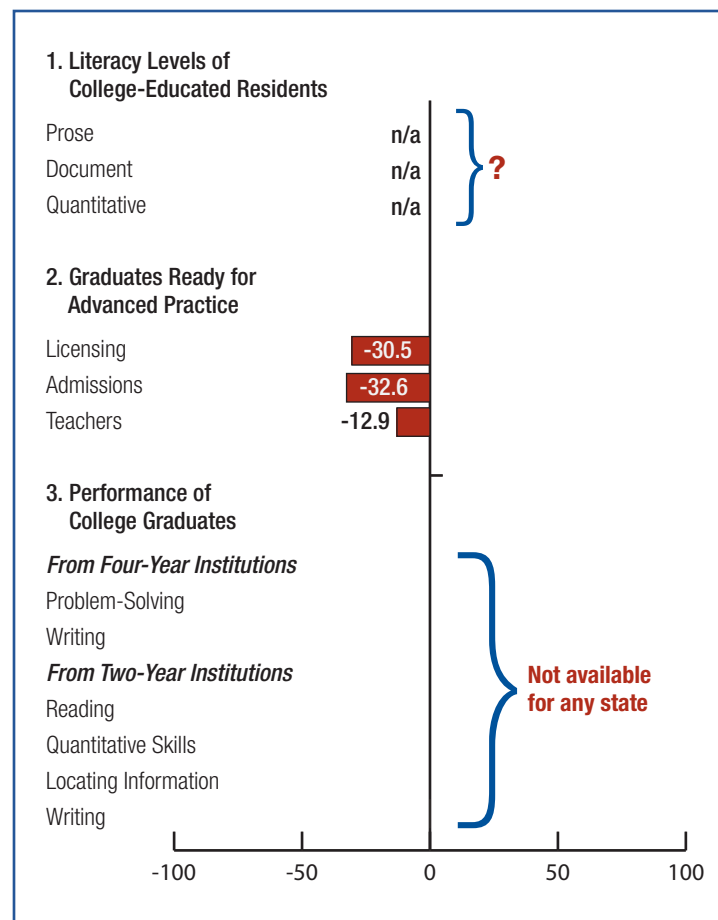 1. Literacy Levels of
College-Educated Residents
Prose n/a
Document n/a
Quantitative n/a
?
2. Graduates Ready for
Advanced Practice
Licensing -30.5
Admissions -32.6
Teachers -12.9
3. Performance of
College Graduates
From Four-Year Institutions
Problem-Solving
Writing
From Two-Year Institutions
Reading
Quantitative Skills
Locating Information
Writing
Not available
for any state
-100 -50 0 50 100